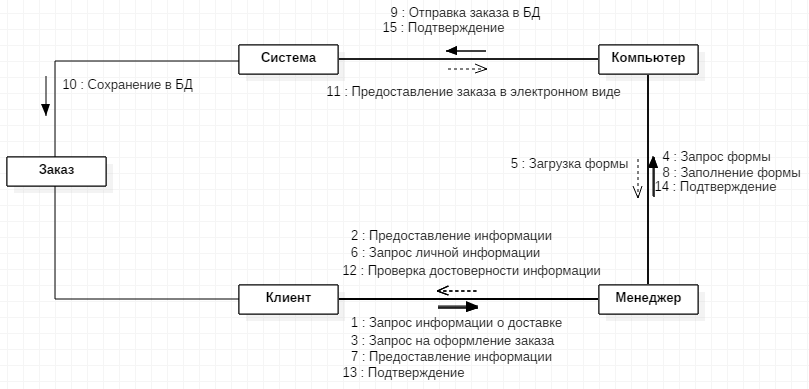 9 : Отправка заказа в БД
15 : Подтверждение
Система
Компьютер
10 : Сохранение в БД
11 : Предоставление заказа в электронном виде
Заказ
5 : Загрузка формы
4 : Запрос формы
8 : Заполнение формы
14 : Подтверждение
2 : Предоставление информации
6 : Запрос личной информации
12 : Проверка достоверности информации
Клиент
Менеджер
1 : Запрос информации о доставке
3 : Запрос на оформление заказа
7 : Предоставление информации
13 : Подтверждение